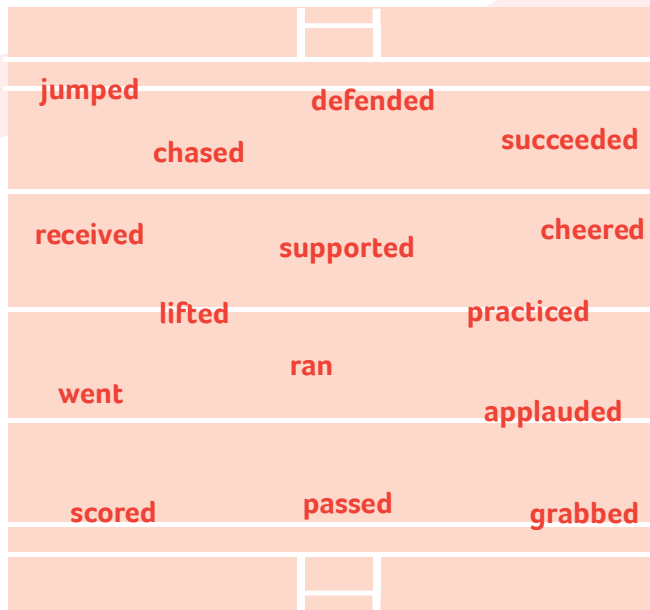 jumped
defended
chased
succeeded
received
supported
cheered
lifted
practiced
ran
went
applauded
scored
passed
grabbed